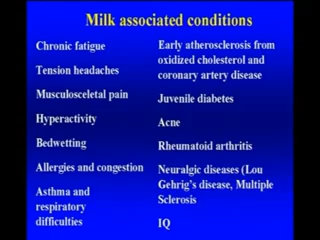 Milk associated conditions
Chronic fatigue
Tension headaches
Musculosceletal pain
Hyperactivity
Bedwetting
Allergies and congestion
Asthma and
respiratory
difficulties
Early atherosclerosis from
oxidized cholesterol and
coronary artery disease
Juvenile diabetes
Acne
Rheumatoid arthritis
Neuralgic diseases (Lou
Gehrig's disease, Multiple
Sclerosis
IQ